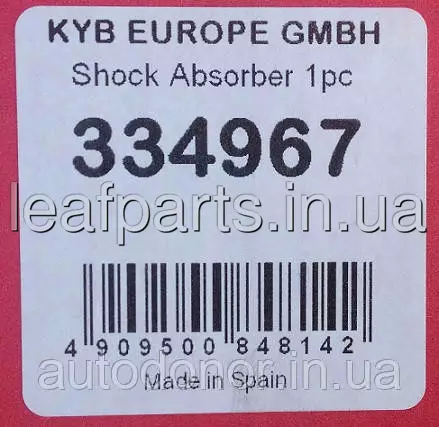 KYB EUROPE GMBH
Shock Absorber 1pc
334967
leafparts.in.ua
4 909500 848142
autodonor.in.ua
Made in Spain